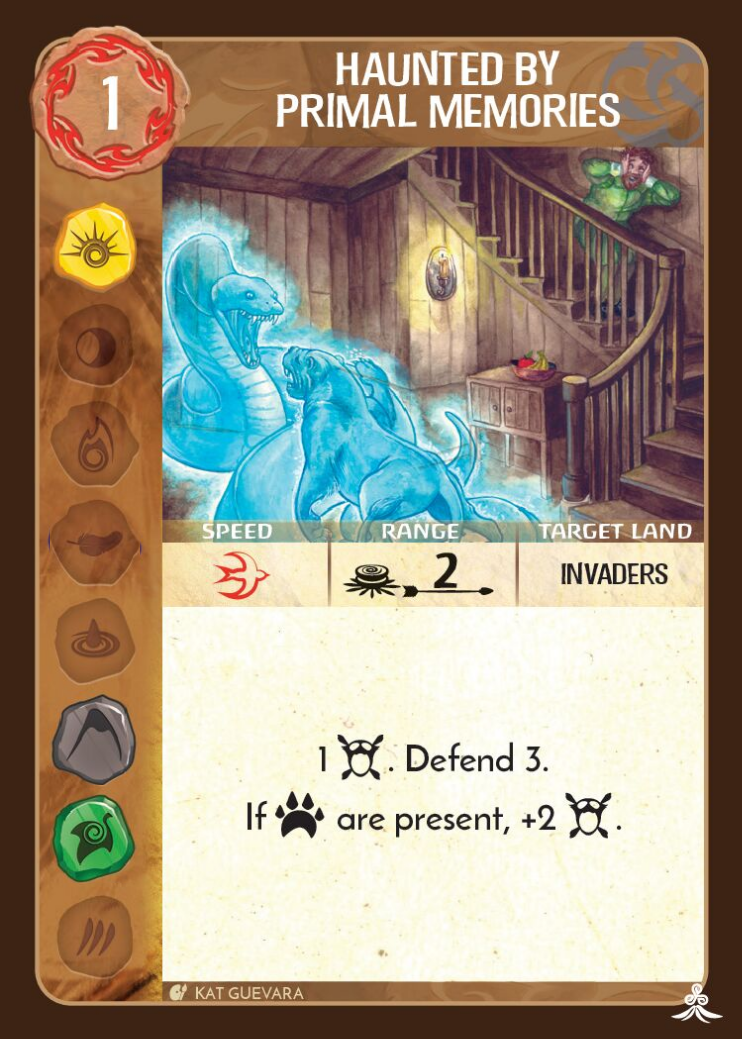 1
HAUNTED BY
PRIMAL MEMORIES
SPEED RANGE TARGET LAND
2 INVADERS
1 . Defend 3.
If are present, +2 .
KAT GUEVARA